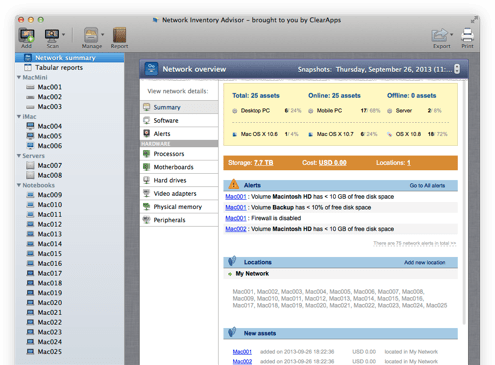 Network Inventory Advisor – brought to you by ClearApps
Add
Scan
Manage
Report
Export
Print
Network summary
Tabular reports
MacMini
Mac001
Mac002
Mac003
iMac
Mac004
Mac005
Mac006
Servers
Mac007
Mac008
Notebooks
Mac009
Mac010
Mac011
Mac012
Mac013
Mac014
Mac015
Mac016
Mac017
Mac018
Mac019
Mac020
Mac021
Mac022
Mac023
Mac024
Mac025
Network overview
Snapshots: Thursday, September 26, 2013 (11:...
View network details:
Summary
Software
Alerts
HARDWARE
Processors
Motherboards
Hard drives
Video adapters
Physical memory
Peripherals
Total: 25 assets Online: 25 assets Offline: 0 assets
Desktop PC 6/ 24% Mobile PC 17/ 68% Server 2/ 8%
Mac OS X 10.6 1/ 4% Mac OS X 10.7 6/ 24% OS X 10.8 18/ 72%
Storage: 7.7 TB Cost: USD 0.00 Locations: 1
Alerts Go to All alerts
Mac001 : Volume Macintosh HD has < 10 GB of free disk space
Mac001 : Volume Backup has < 10% of free disk space
Mac001 : Firewall is disabled
Mac002 : Volume Macintosh HD has < 10 GB of free disk space
There are 75 network alerts in total >>
Locations Add new location
My Network
Mac001, Mac002, Mac003, Mac004, Mac005, Mac006, Mac007, Mac008,
Mac009, Mac010, Mac011, Mac012, Mac013, Mac014, Mac015, Mac016,
Mac017, Mac018, Mac019, Mac020, Mac021, Mac022, Mac023, Mac024, Mac025
New assets
Mac001 added on 2013-09-26 18:22:36 USD 0.00 located in My Network
Mac002 added on 2013-09-26 18:22:36 USD 0.00 located in My Network